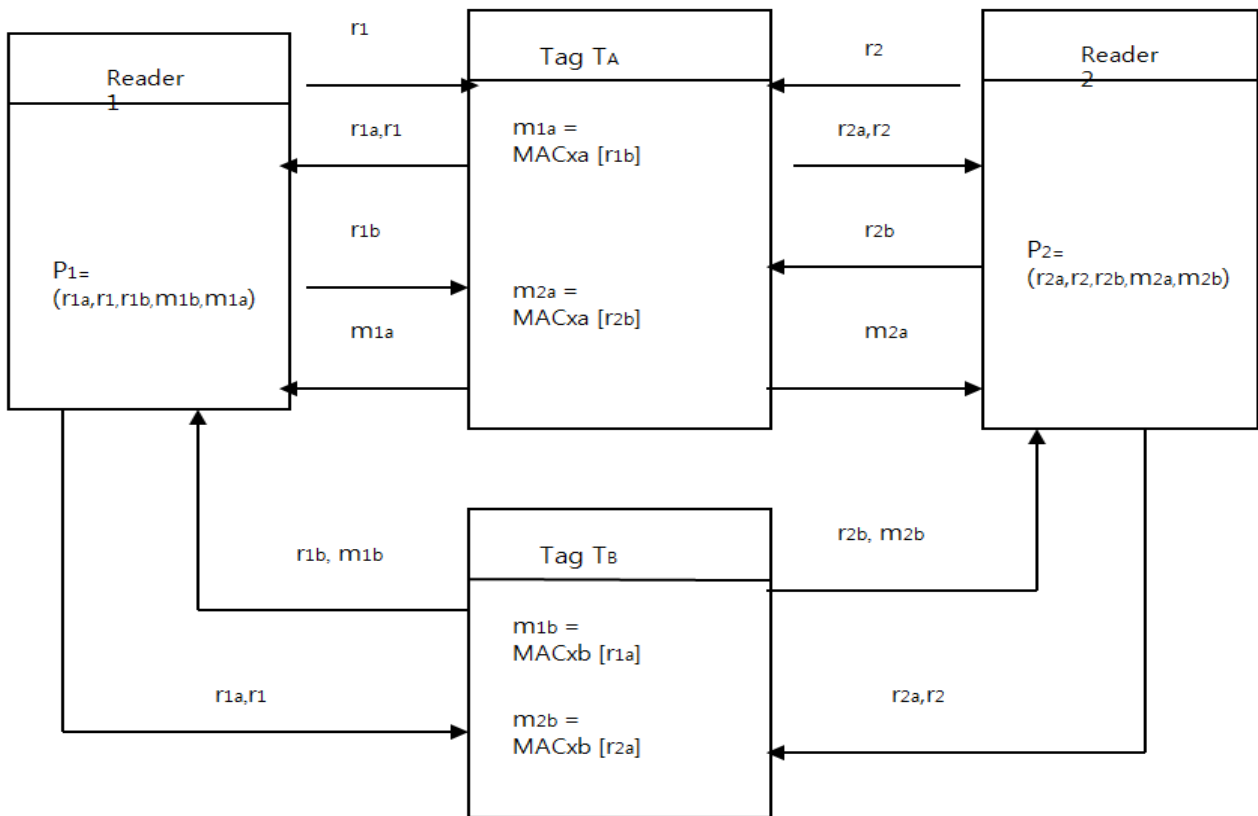 r1
Tag TA
r2
Reader
1
Reader
2
r1a,r1
m1a =
MACxa [r1b]
r2a,r2
r1b
r2b
P1=
(r1a,r1,r1b,m1b,m1a)
m2a =
MACxa [r2b]
P2=
(r2a,r2,r2b,m2a,m2b)
m1a
m2a
r1b, m1b
Tag TB
r2b, m2b
m1b =
MACxb [r1a]
r1a,r1
m2b =
MACxb [r2a]
r2a,r2